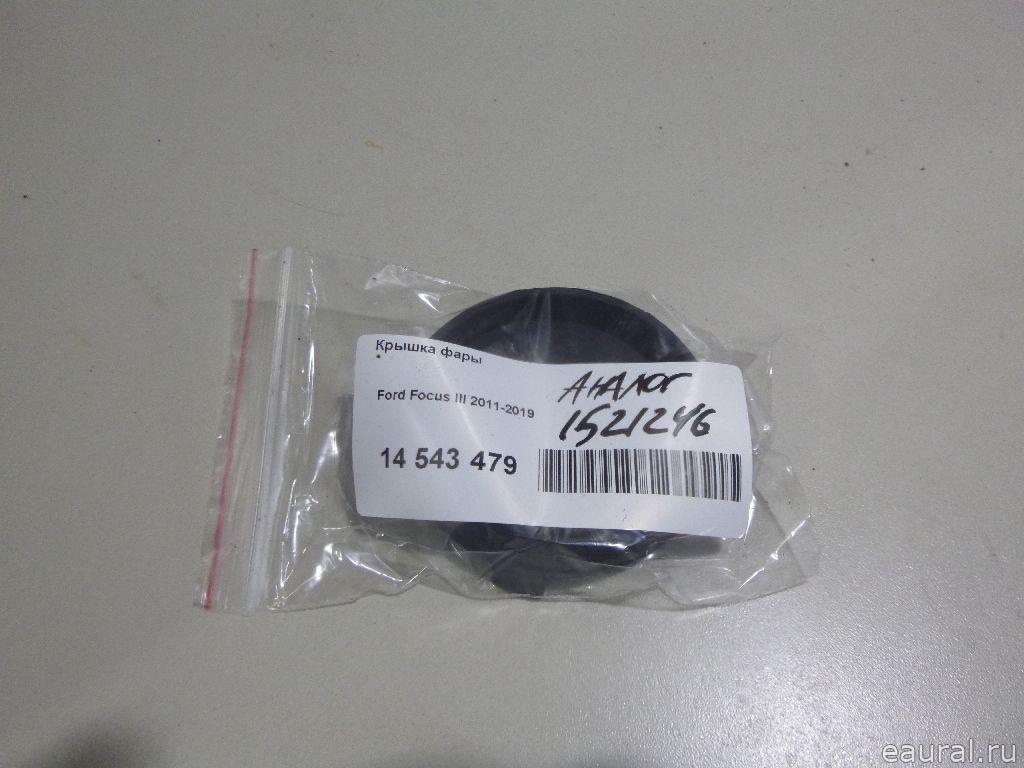 Крышка фары
Ford Focus III 2011-2019
Аналог
1521246
14 543 479
eaural.ru